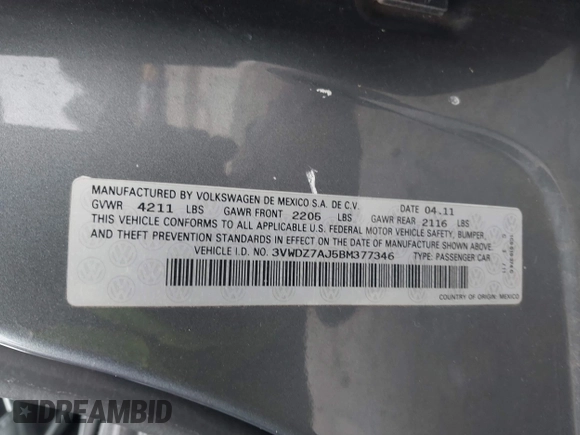 MANUFACTURED BY VOLKSWAGEN DE MEXICO S.A. DE C.V. DATE 04.11
GVWR 4211 LBS GAWR FRONT 2205 LBS GAWR REAR 2116 LBS
THIS VEHICLE CONFORMS TO ALL APPLICABLE U.S. FEDERAL MOTOR VEHICLE SAFETY, BUMPER,
AND THEFT PREVENTION STANDARDS IN EFFECT ON THE DATE OF MANUFACTURE SHOWN ABOVE.
VEHICLE I.D. NO. 3VWDZ7AJ5BM377346 TYPE: PASSENGER CAR
COUNTRY OF ORIGIN: MEXICO
DREAMBID